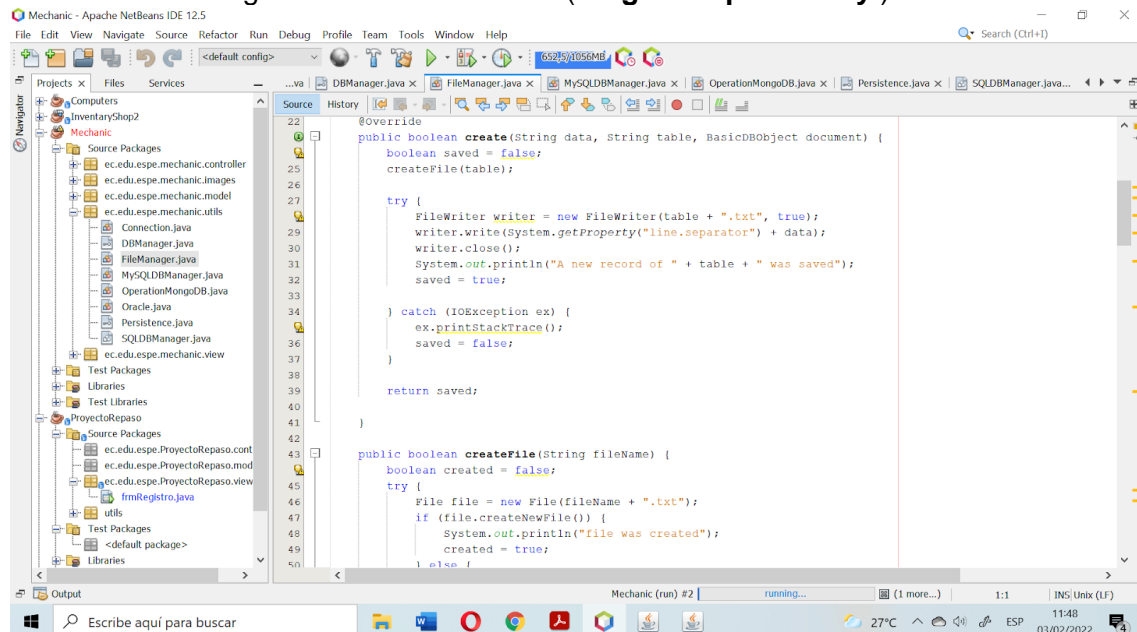 Mechanic - Apache NetBeans IDE 12.5
File Edit View Navigate Source Refactor Run Debug Profile Team Tools Window Help
Search (Ctrl+I)
<default config>
652,5/1056MB
Projects Files Services
...va DBManager.java FileManager.java MySQLDBManager.java OperationMongoDB.java Persistence.java SQLDBManager.java...
Navigator
Computers
InventaryShop2
Mechanic
Source Packages
ec.edu.espe.mechanic.controller
ec.edu.espe.mechanic.images
ec.edu.espe.mechanic.model
ec.edu.espe.mechanic.utils
Connection.java
DBManager.java
FileManager.java
MySQLDBManager.java
OperationMongoDB.java
Oracle.java
Persistence.java
SQLDBManager.java
ec.edu.espe.mechanic.view
Test Packages
Libraries
Test Libraries
ProyectoRepaso
Source Packages
ec.edu.espe.ProyectoRepaso.cont
ec.edu.espe.ProyectoRepaso.mod
ec.edu.espe.ProyectoRepaso.view
frmRegistro.java
utils
Test Packages
<default package>
Libraries
Source History
22 @Override
public boolean create(String data, String table, BasicDBObject document) {
boolean saved = false;
25 createFile(table);
26
27 try {
FileWriter writer = new FileWriter(table + ".txt", true);
29 writer.write(System.getProperty("line.separator") + data);
30 writer.close();
31 System.out.println("A new record of " + table + " was saved");
32 saved = true;
33
34 } catch (IOException ex) {
ex.printStackTrace();
36 saved = false;
37 }
38
39 return saved;
40
41 }
42
43 public boolean createFile(String fileName) {
boolean created = false;
45 try {
46 File file = new File(fileName + ".txt");
47 if (file.createNewFile()) {
48 System.out.println("file was created");
49 created = true;
50 } else {
Output
Mechanic (run) #2 running... (1 more...) 1:1 INS Unix (LF)
Escribe aquí para buscar
27°C ESP 11:48
03/02/2022
4